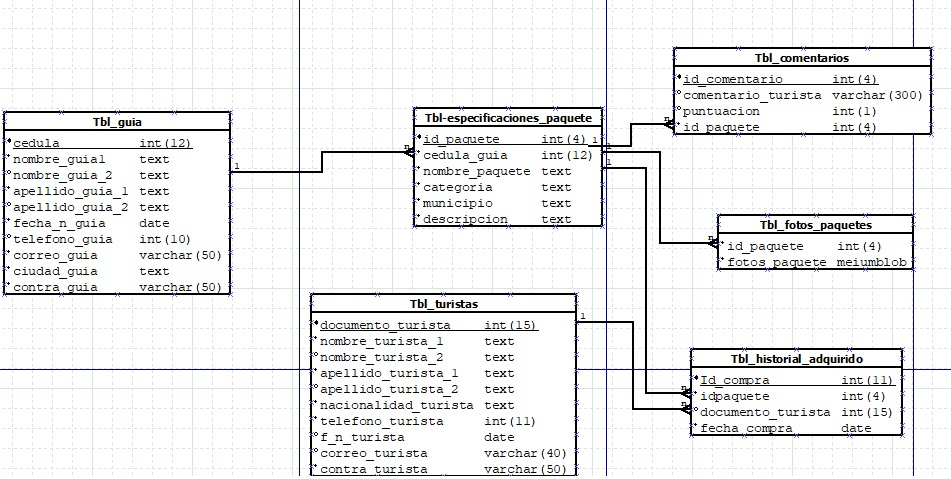 Tbl_guia
cedula int(12)
nombre_guia1 text
nombre_guia_2 text
apellido_guia_1 text
apellido_guia_2 text
fecha_n_guia date
telefono_guia int(10)
correo_guia varchar(50)
ciudad_guia text
contra_guia varchar(50)
1
n
Tbl-especificaciones_paquete
id_paquete int(4)
cedula_guia int(12)
nombre_paquete text
categoria text
municipio text
descripcion text
1
1
1
n
Tbl_comentarios
id_comentario int(4)
comentario_turista varchar(300)
puntuacion int(1)
id_paquete int(4)
n
Tbl_fotos_paquetes
id_paquete int(4)
fotos_paquete meiumblob
Tbl_turistas
documento_turista int(15)
nombre_turista_1 text
nombre_turista_2 text
apellido_turista_1 text
apellido_turista_2 text
nacionalidad_turista text
telefono_turista int(11)
f_n_turista date
correo_turista varchar(40)
contra_turista varchar(50)
1
n
n
Tbl_historial_adquirido
Id_compra int(11)
idpaquete int(4)
documento_turista int(15)
fecha_compra date